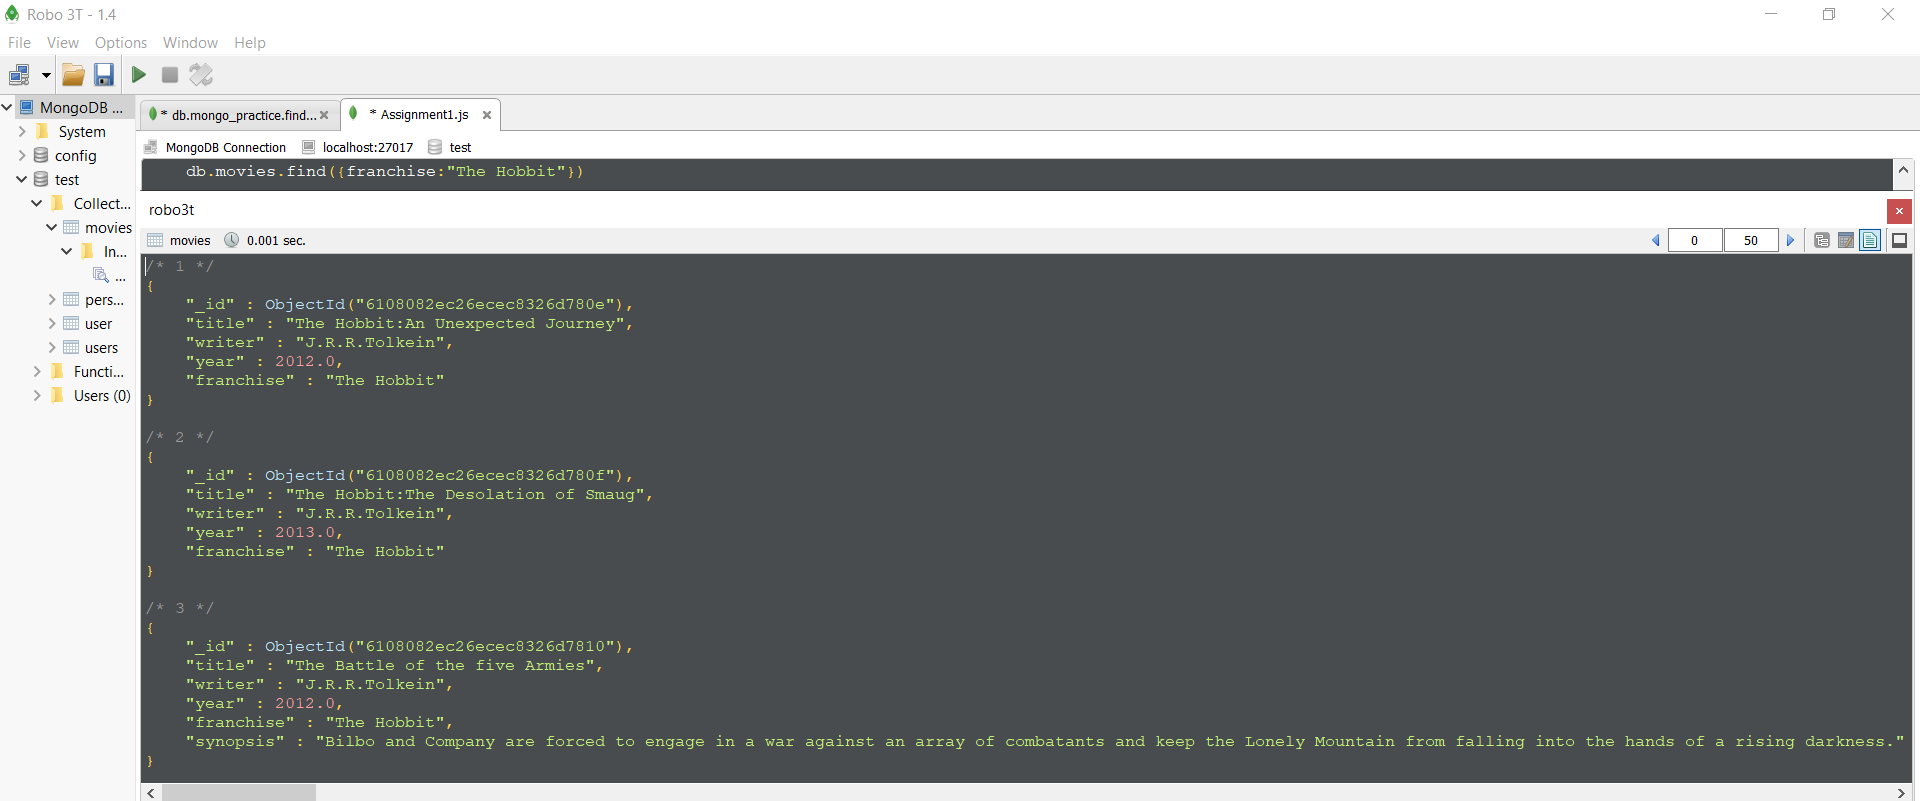 Robo 3T - 1.4
File View Options Window Help
MongoDB ...
System
config
test
Collect...
movies
In...
...
pers...
user
users
Functi...
Users (0)
* db.mongo_practice.find...
* Assignment1.js
MongoDB Connection localhost:27017 test
db.movies.find({franchise:"The Hobbit"})
robo3t
movies 0.001 sec. 0 50
/* 1 */
{
"_id" : ObjectId("6108082ec26ecec8326d780e"),
"title" : "The Hobbit:An Unexpected Journey",
"writer" : "J.R.R.Tolkein",
"year" : 2012.0,
"franchise" : "The Hobbit"
}
/* 2 */
{
"_id" : ObjectId("6108082ec26ecec8326d780f"),
"title" : "The Hobbit:The Desolation of Smaug",
"writer" : "J.R.R.Tolkein",
"year" : 2013.0,
"franchise" : "The Hobbit"
}
/* 3 */
{
"_id" : ObjectId("6108082ec26ecec8326d7810"),
"title" : "The Battle of the five Armies",
"writer" : "J.R.R.Tolkein",
"year" : 2012.0,
"franchise" : "The Hobbit",
"synopsis" : "Bilbo and Company are forced to engage in a war against an array of combatants and keep the Lonely Mountain from falling into the hands of a rising darkness."
}